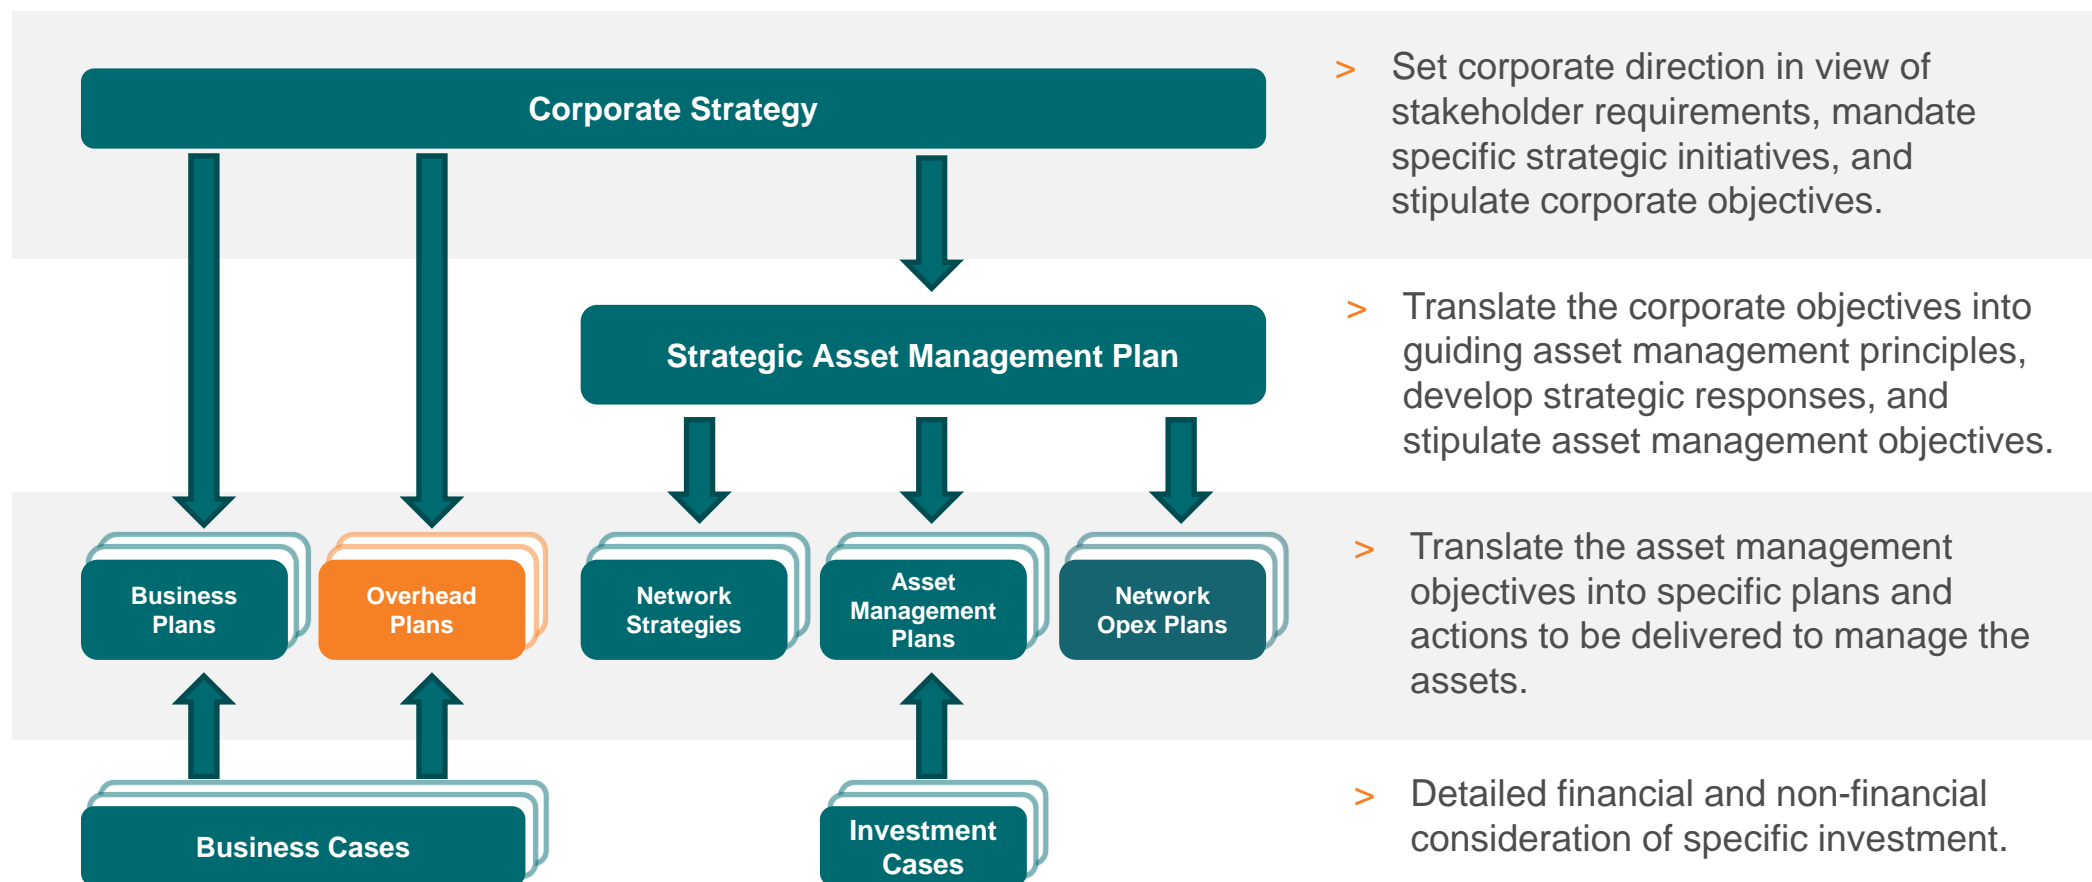 Corporate Strategy
> Set corporate direction in view of
stakeholder requirements, mandate
specific strategic initiatives, and
stipulate corporate objectives.
Strategic Asset Management Plan
> Translate the corporate objectives into
guiding asset management principles,
develop strategic responses, and
stipulate asset management objectives.
Business
Plans
Overhead
Plans
Network
Strategies
Asset
Management
Plans
Network
Opex Plans
> Translate the asset management
objectives into specific plans and
actions to be delivered to manage the
assets.
Business Cases
Investment
Cases
> Detailed financial and non-financial
consideration of specific investment.